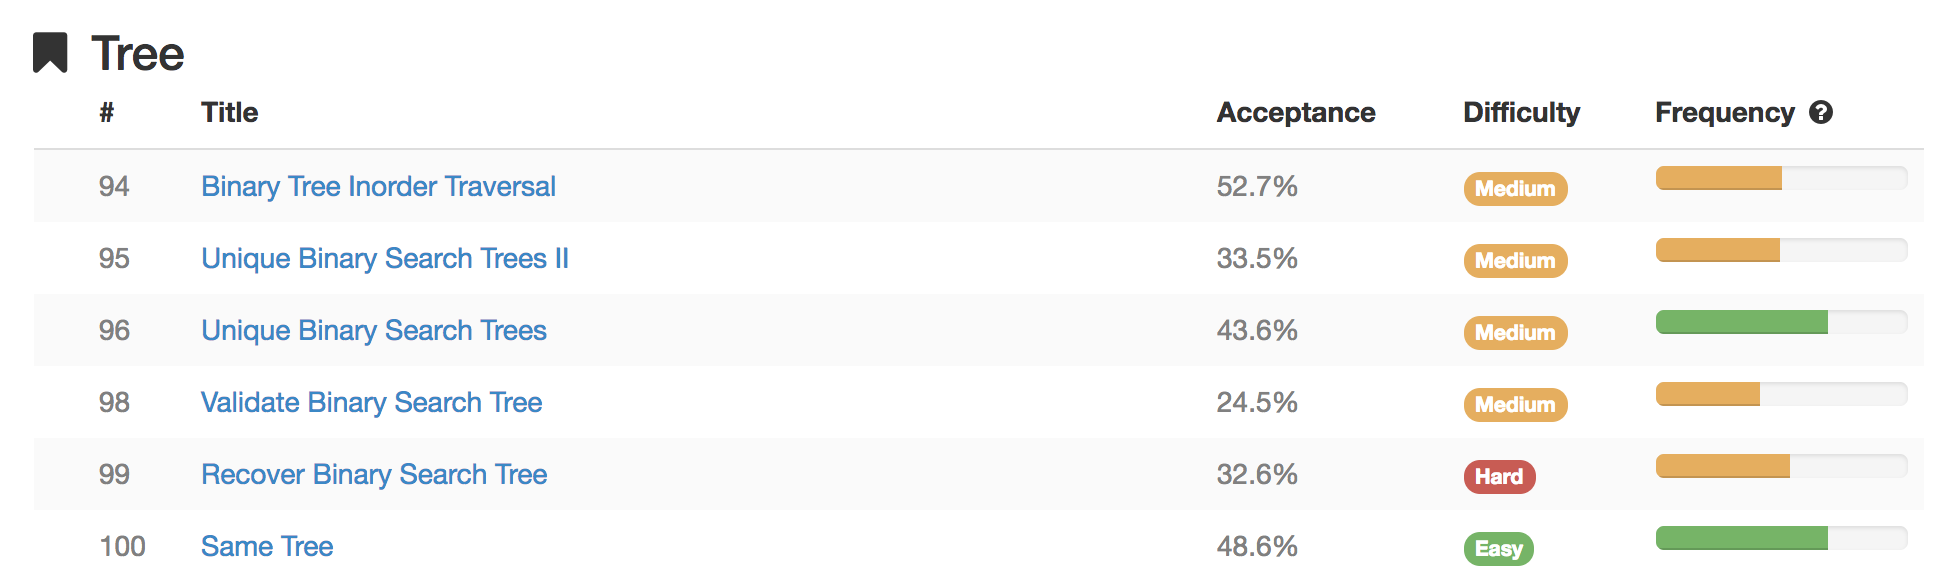 Tree
# Title Acceptance Difficulty Frequency ?
94 Binary Tree Inorder Traversal 52.7% Medium
95 Unique Binary Search Trees II 33.5% Medium
96 Unique Binary Search Trees 43.6% Medium
98 Validate Binary Search Tree 24.5% Medium
99 Recover Binary Search Tree 32.6% Hard
100 Same Tree 48.6% Easy